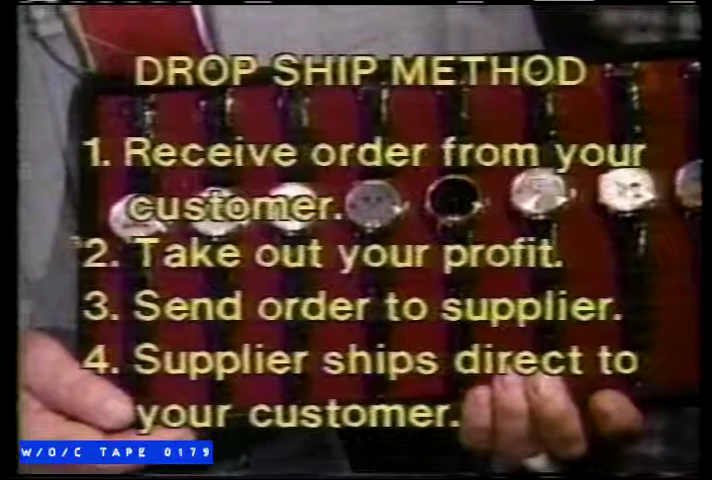 DROP SHIP METHOD
1. Receive order from your
customer.
2. Take out your profit.
3. Send order to supplier.
4. Supplier ships direct to
your customer.
W/O/C TAPE 0179